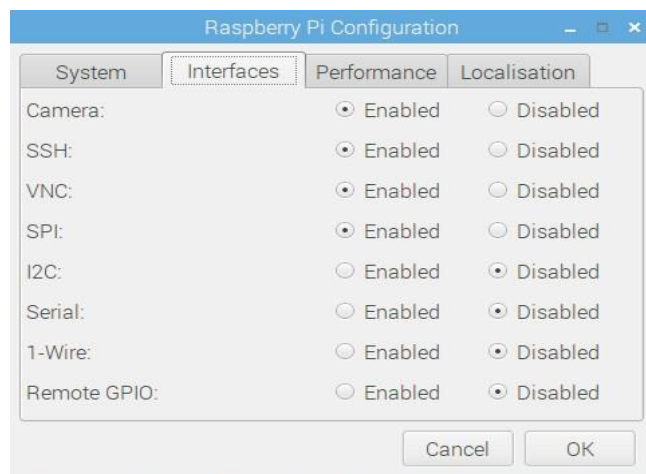 Raspberry Pi Configuration
System Interfaces Performance Localisation
Camera: Enabled Disabled
SSH: Enabled Disabled
VNC: Enabled Disabled
SPI: Enabled Disabled
I2C: Enabled Disabled
Serial: Enabled Disabled
1-Wire: Enabled Disabled
Remote GPIO: Enabled Disabled
Cancel OK